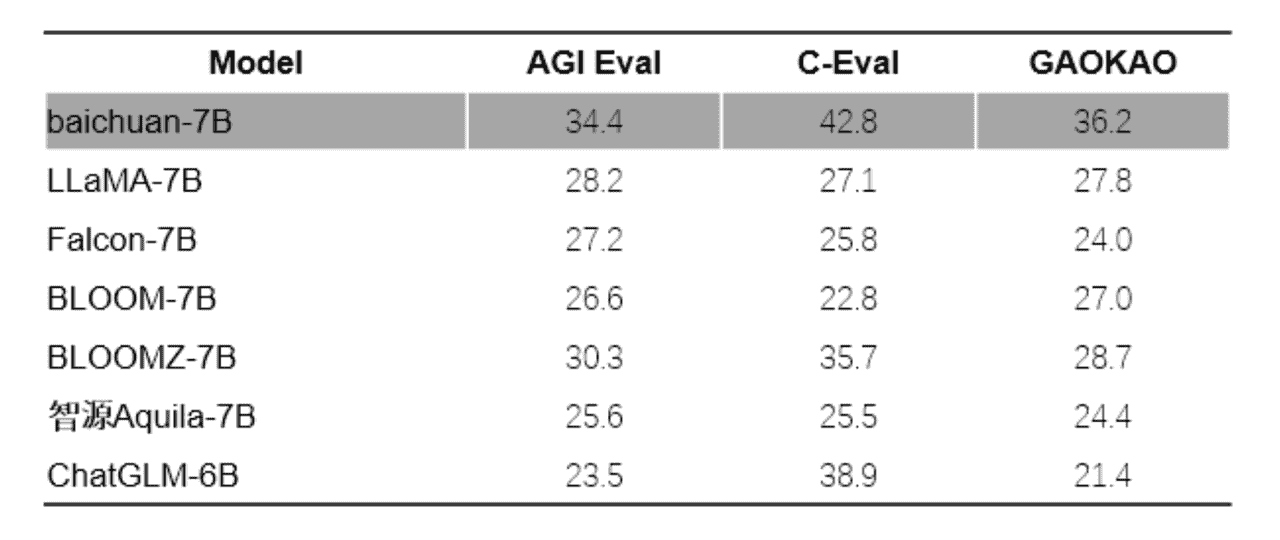 Model AGI Eval C-Eval GAOKAO
baichuan-7B 34.4 42.8 36.2
LLaMA-7B 28.2 27.1 27.8
Falcon-7B 27.2 25.8 24.0
BLOOM-7B 26.6 22.8 27.0
BLOOMZ-7B 30.3 35.7 28.7
智源Aquila-7B 25.6 25.5 24.4
ChatGLM-6B 23.5 38.9 21.4